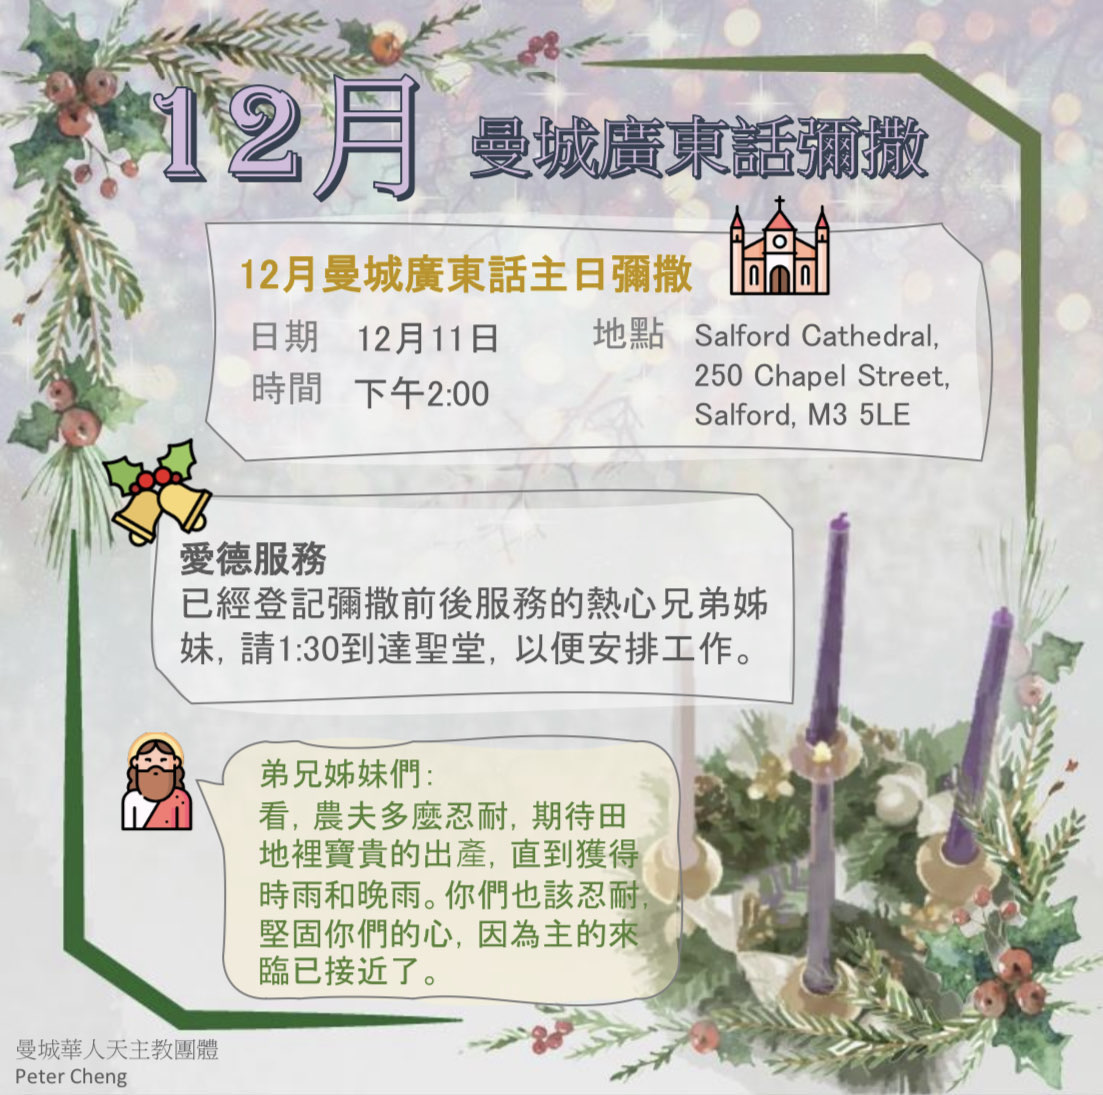 12月 曼城廣東話彌撒
12月曼城廣東話主日彌撒
日期 12月11日
時間 下午2:00
地點 Salford Cathedral,
250 Chapel Street,
Salford, M3 5LE
愛德服務
已經登記彌撒前後服務的熱心兄弟姊
妹, 請1:30到達聖堂, 以便安排工作。
弟兄姊妹們:
看, 農夫多麼忍耐, 期待田
地裡寶貴的出產, 直到獲得
時雨和晚雨。你們也該忍耐,
堅固你們的心, 因為主的來
臨已接近了。
曼城華人天主教團體
Peter Cheng